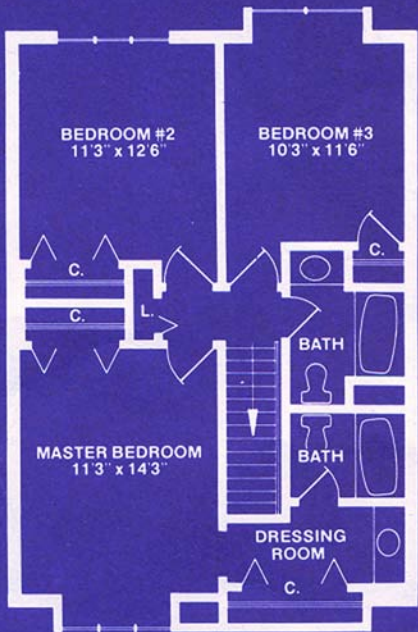 BEDROOM #2
11'3" x 12'6"
BEDROOM #3
10'3" x 11'6"
C.
C.
C.
L.
BATH
MASTER BEDROOM
11'3" x 14'3"
BATH
DRESSING
ROOM
C.